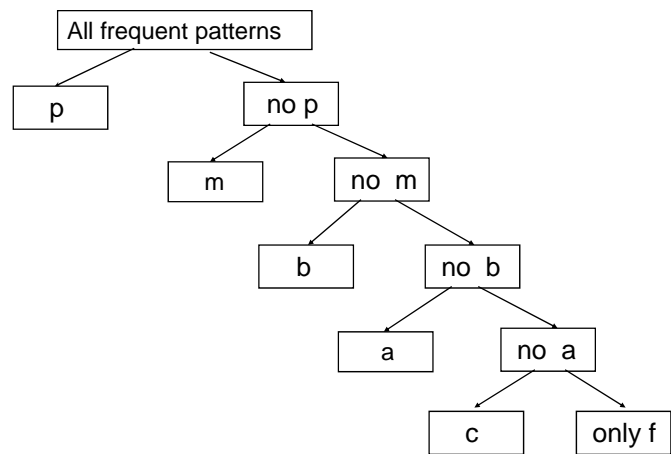 All frequent patterns
p
no p
m
no m
b
no b
a
no a
c
only f